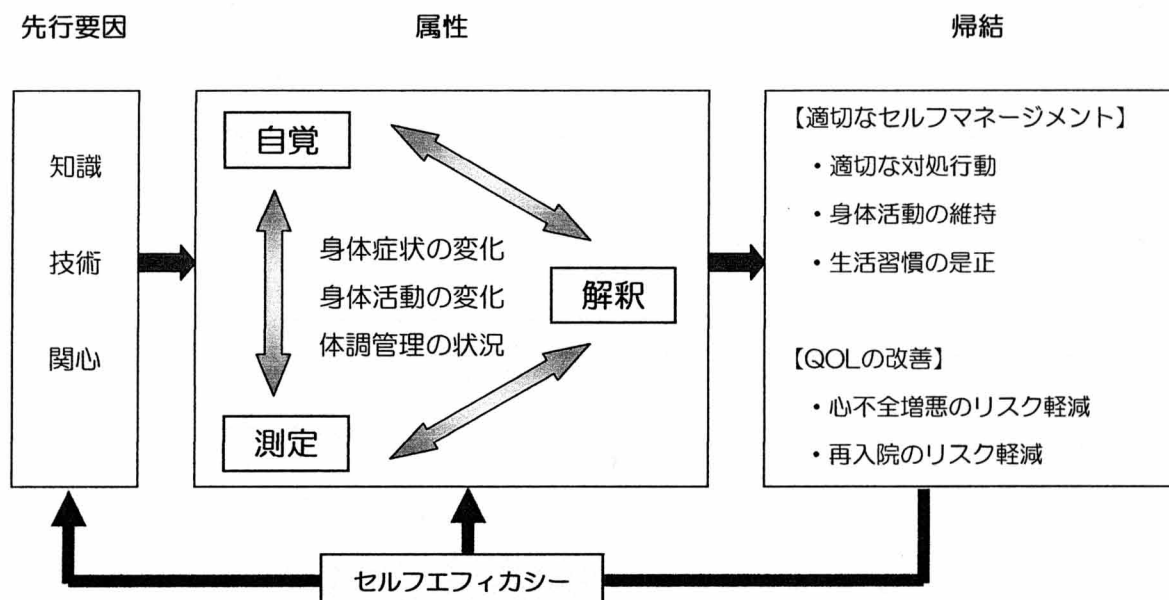 先行要因
属性
帰結
知識
技術
関心
自覚
身体症状の変化
身体活動の変化
体調管理の状況
解釈
測定
【適切なセルフマネージメント】
・適切な対処行動
・身体活動の維持
・生活習慣の是正
【QOLの改善】
・心不全増悪のリスク軽減
・再入院のリスク軽減
セルフエフィカシー